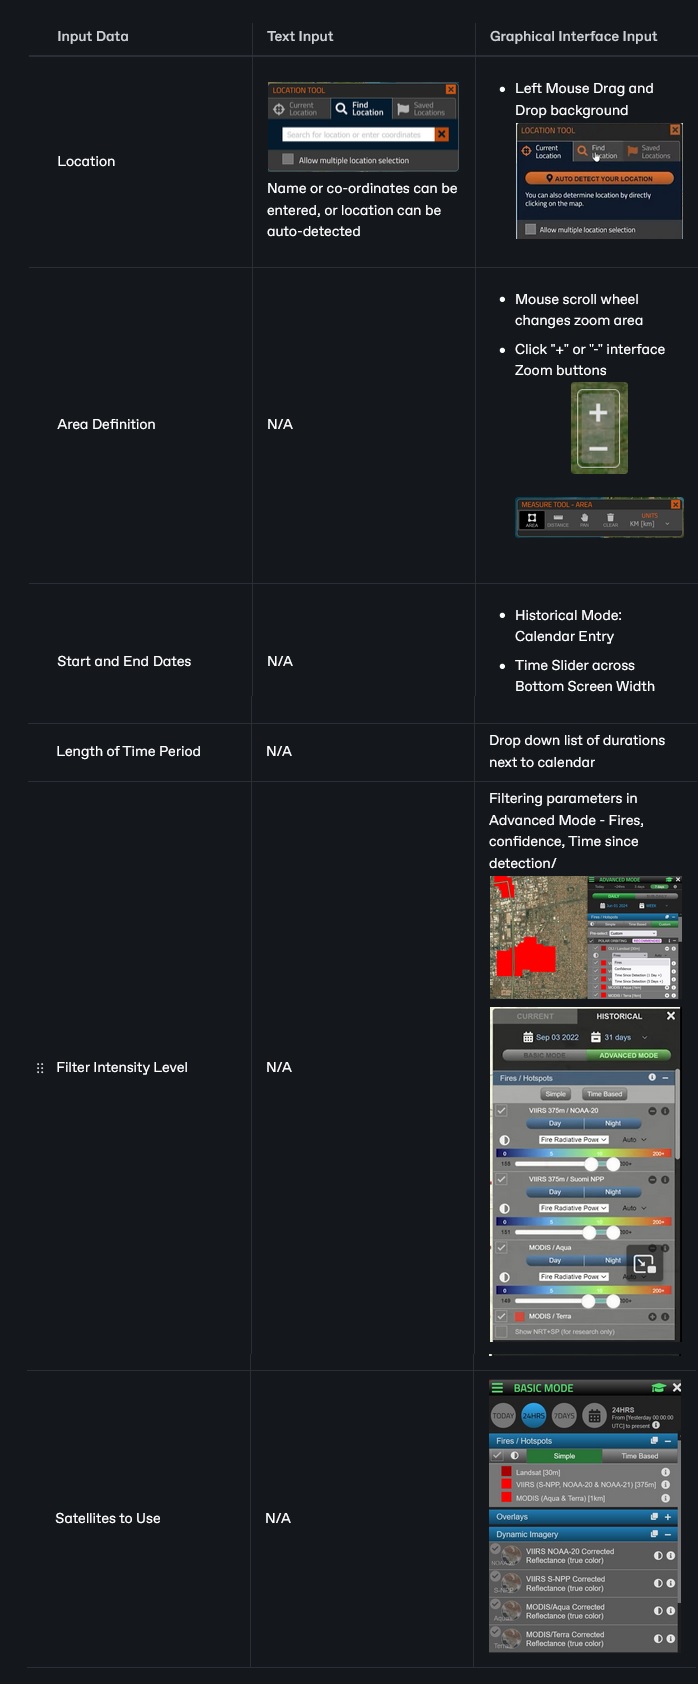 Input Data
Text Input
Graphical Interface Input
Location
LOCATION TOOL
Current Location
Find Location
Saved Locations
Search for location or enter coordinates
Allow multiple location selection
Name or co-ordinates can be
entered, or location can be
auto-detected
Left Mouse Drag and
Drop background
LOCATION TOOL
Current Location
Find Location
Saved Locations
AUTO DETECT YOUR LOCATION
You can also determine location by directly
clicking on the map.
Allow multiple location selection
Area Definition
N/A
Mouse scroll wheel
changes zoom area
Click "+" or "-" interface
Zoom buttons
+
−
MEASURE TOOL - AREA
AREA
DISTANCE
PAN
CLEAR
UNITS
KM [km]
Start and End Dates
N/A
Historical Mode:
Calendar Entry
Time Slider across
Bottom Screen Width
Length of Time Period
N/A
Drop down list of durations
next to calendar
Filter Intensity Level
N/A
Filtering parameters in
Advanced Mode - Fires,
confidence, Time since
detection/
ADVANCED MODE
Fires / Hotspots
Custom
CURRENT
HISTORICAL
Sep 03 2022
31 days
BASIC MODE
ADVANCED MODE
Fires / Hotspots
Simple
Time Based
VIIRS 375m / NOAA-20
Day
Night
Fire Radiative Powe
Auto
0
5
10
200+
VIIRS 375m / Suomi NPP
Day
Night
Fire Radiative Powe
Auto
0
5
10
200+
151
MODIS / Aqua
Day
Night
Fire Radiative Powe
0
5
10
200+
149
MODIS / Terra
Show NRT+SP (for research only)
Satellites to Use
N/A
BASIC MODE
TODAY
24HRS
7DAYS
24HRS
From [Yesterday 00:00:00
UTC] to present
Fires / Hotspots
Simple
Time Based
Landsat [30m]
VIIRS (S-NPP, NOAA-20 & NOAA-21) [375m]
MODIS (Aqua & Terra) [1km]
Overlays
Dynamic Imagery
VIIRS NOAA-20 Corrected
Reflectance (true color)
VIIRS S-NPP Corrected
Reflectance (true color)
MODIS/Aqua Corrected
Reflectance (true color)
MODIS/Terra Corrected
Reflectance (true color)